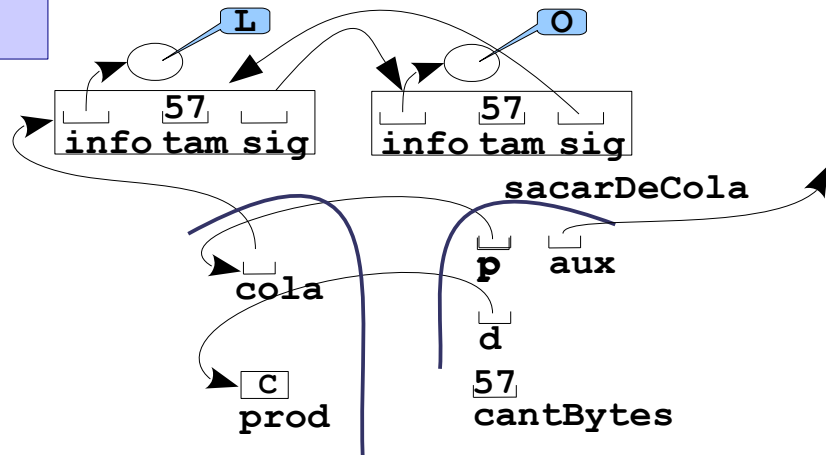 L O
57 57
info tam sig info tam sig
sacarDeCola
p aux
cola
d
C 57
prod cantBytes